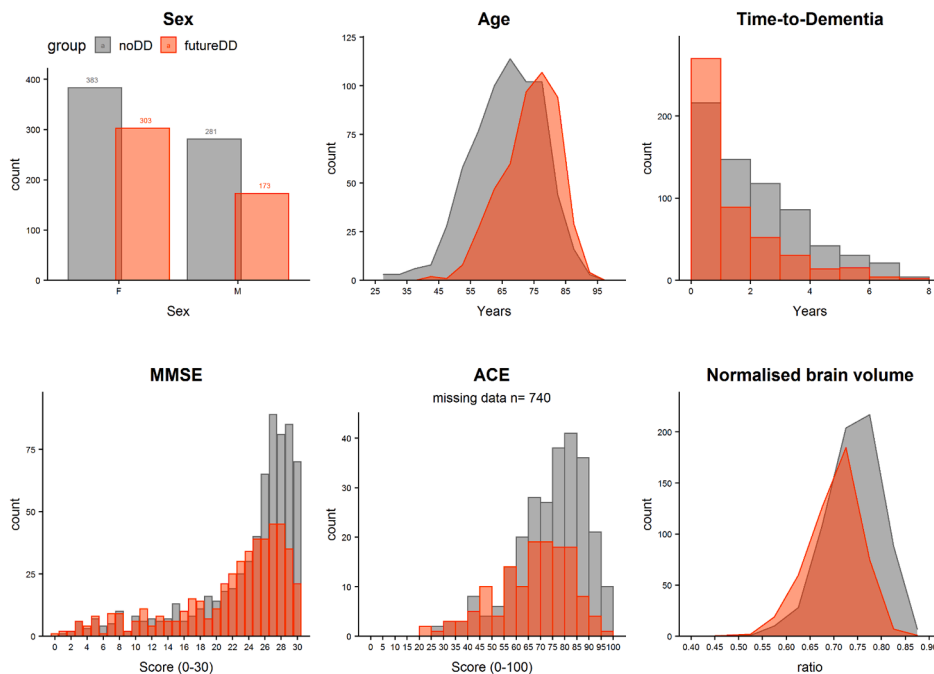 Sex
group a noDD a futureDD
383
303
281
173
400
300
200
100
0
count
F M
Sex
Age
125
100
75
50
25
0
count
25 35 45 55 65 75 85 95
Years
Time-to-Dementia
200
100
0
count
0 2 4 6 8
Years
MMSE
75
50
25
0
count
0 2 4 6 8 10 12 14 16 18 20 22 24 26 28 30
Score (0-30)
ACE
missing data n= 740
40
30
20
10
0
count
0 5 10 15 20 25 30 35 40 45 50 55 60 65 70 75 80 85 90 95 100
Score (0-100)
Normalised brain volume
200
150
100
50
0
count
0.40 0.45 0.50 0.55 0.60 0.65 0.70 0.75 0.80 0.85 0.90
ratio